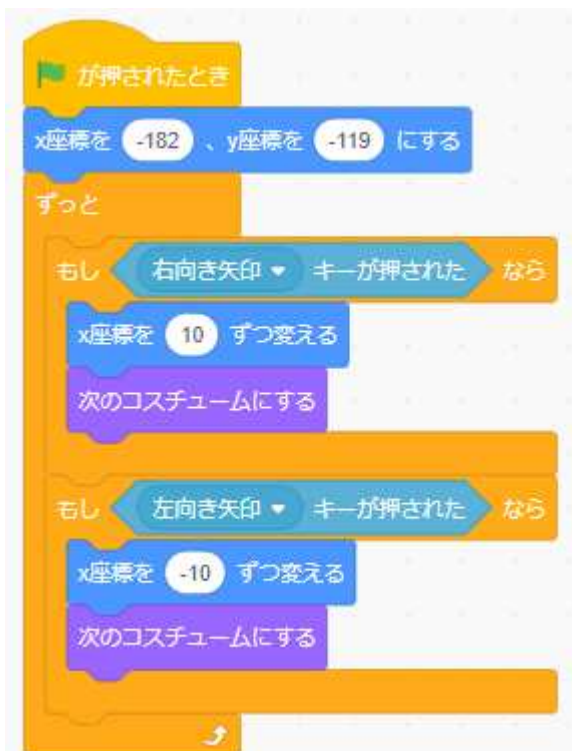 が押されたとき
x座標を -182 、y座標を -119 にする
ずっと
もし 右向き矢印 キーが押された なら
x座標を 10 ずつ変える
次のコスチュームにする
もし 左向き矢印 キーが押された なら
x座標を -10 ずつ変える
次のコスチュームにする